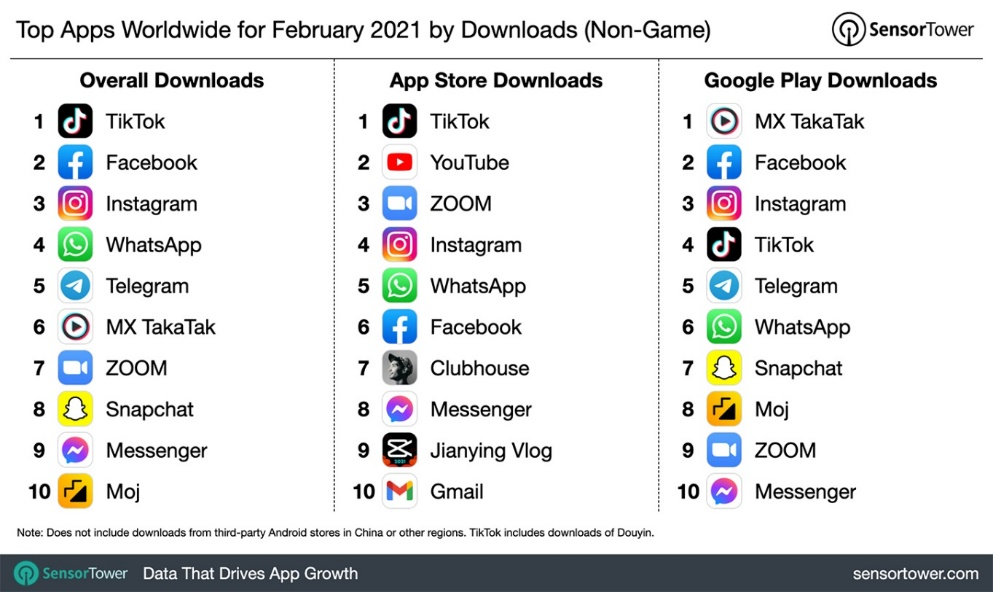 Top Apps Worldwide for February 2021 by Downloads (Non-Game)
SensorTower
Overall Downloads
1 TikTok
2 Facebook
3 Instagram
4 WhatsApp
5 Telegram
6 MX TakaTak
7 ZOOM
8 Snapchat
9 Messenger
10 Moj
App Store Downloads
1 TikTok
2 YouTube
3 ZOOM
4 Instagram
5 WhatsApp
6 Facebook
7 Clubhouse
8 Messenger
9 Jianying Vlog
2021
10 Gmail
Google Play Downloads
1 MX TakaTak
2 Facebook
3 Instagram
4 TikTok
5 Telegram
6 WhatsApp
7 Snapchat
8 Moj
9 ZOOM
10 Messenger
Note: Does not include downloads from third-party Android stores in China or other regions. TikTok includes downloads of Douyin.
SensorTower Data That Drives App Growth
sensortower.com